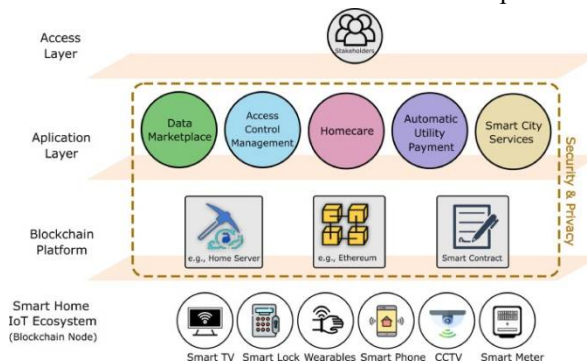 Access
Layer
Stakeholders
Aplication
Layer
Data
Marketplace
Access
Control
Management
Homecare
Automatic
Utility
Payment
Smart City
Services
Security & Privacy
Blockchain
Platform
e.g., Home Server
e.g., Ethereum
Smart Contract
Smart Home
IoT Ecosystem
(Blockchain Node)
Smart TV Smart Lock Wearables Smart Phone CCTV Smart Meter